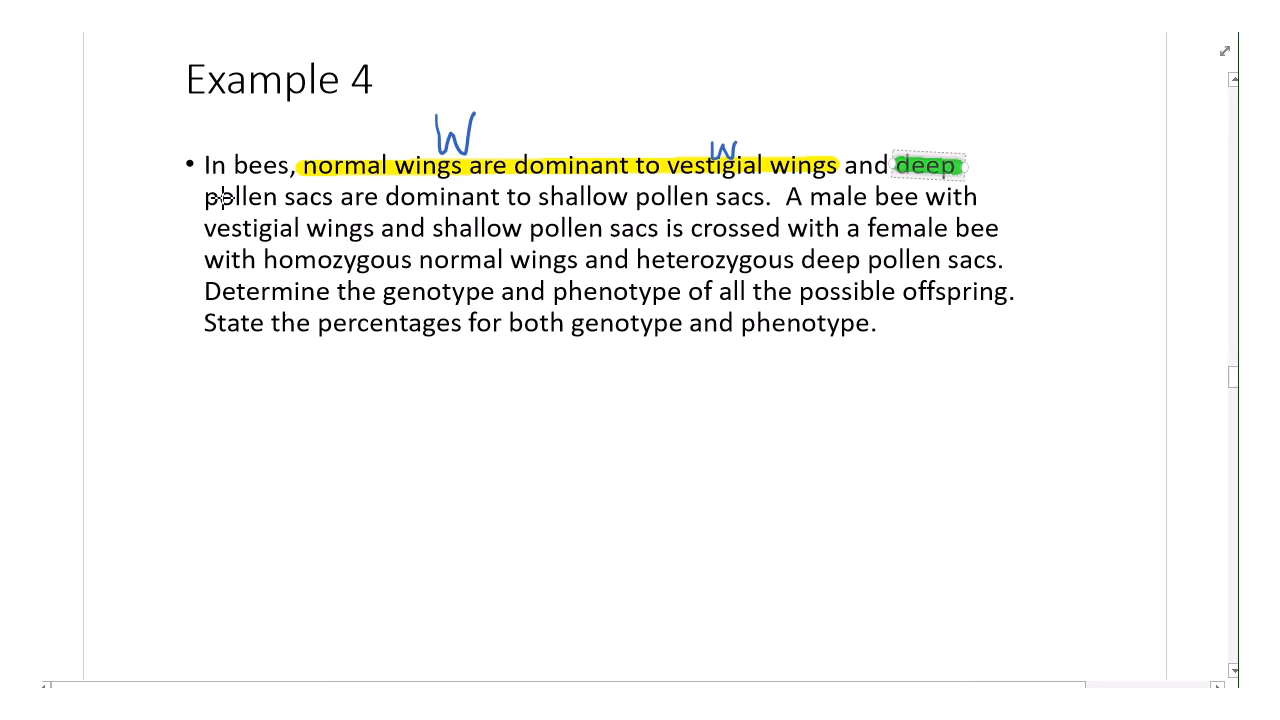 Example 4
W
w
• In bees, normal wings are dominant to vestigial wings and deep
pollen sacs are dominant to shallow pollen sacs. A male bee with
vestigial wings and shallow pollen sacs is crossed with a female bee
with homozygous normal wings and heterozygous deep pollen sacs.
Determine the genotype and phenotype of all the possible offspring.
State the percentages for both genotype and phenotype.